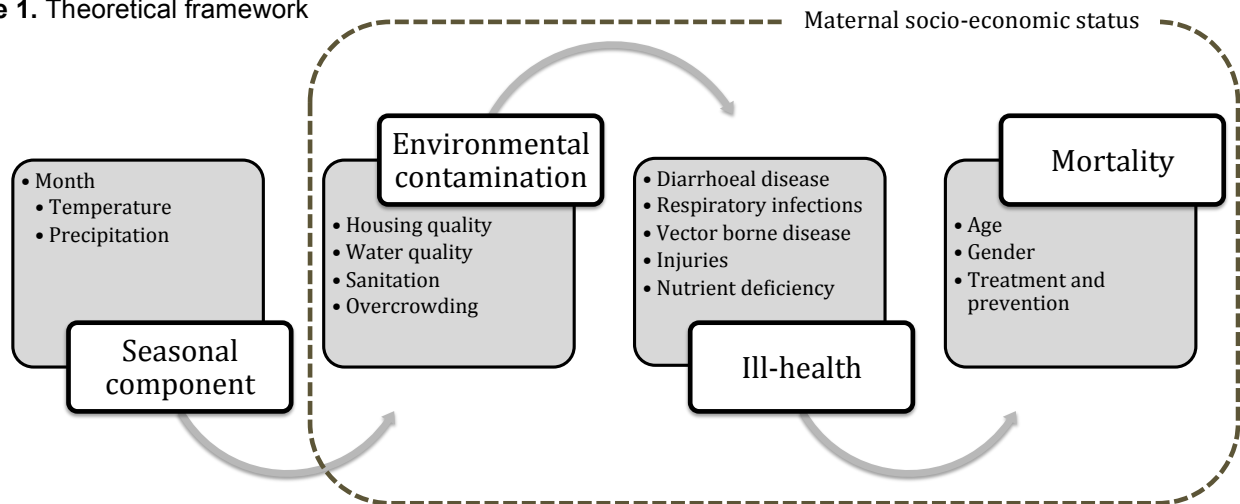 e 1. Theoretical framework
Maternal socio-economic status
• Month
• Temperature
• Precipitation
Seasonal
component
Environmental
contamination
• Housing quality
• Water quality
• Sanitation
• Overcrowding
• Diarrhoeal disease
• Respiratory infections
• Vector borne disease
• Injuries
• Nutrient deficiency
Ill-health
Mortality
• Age
• Gender
• Treatment and
prevention